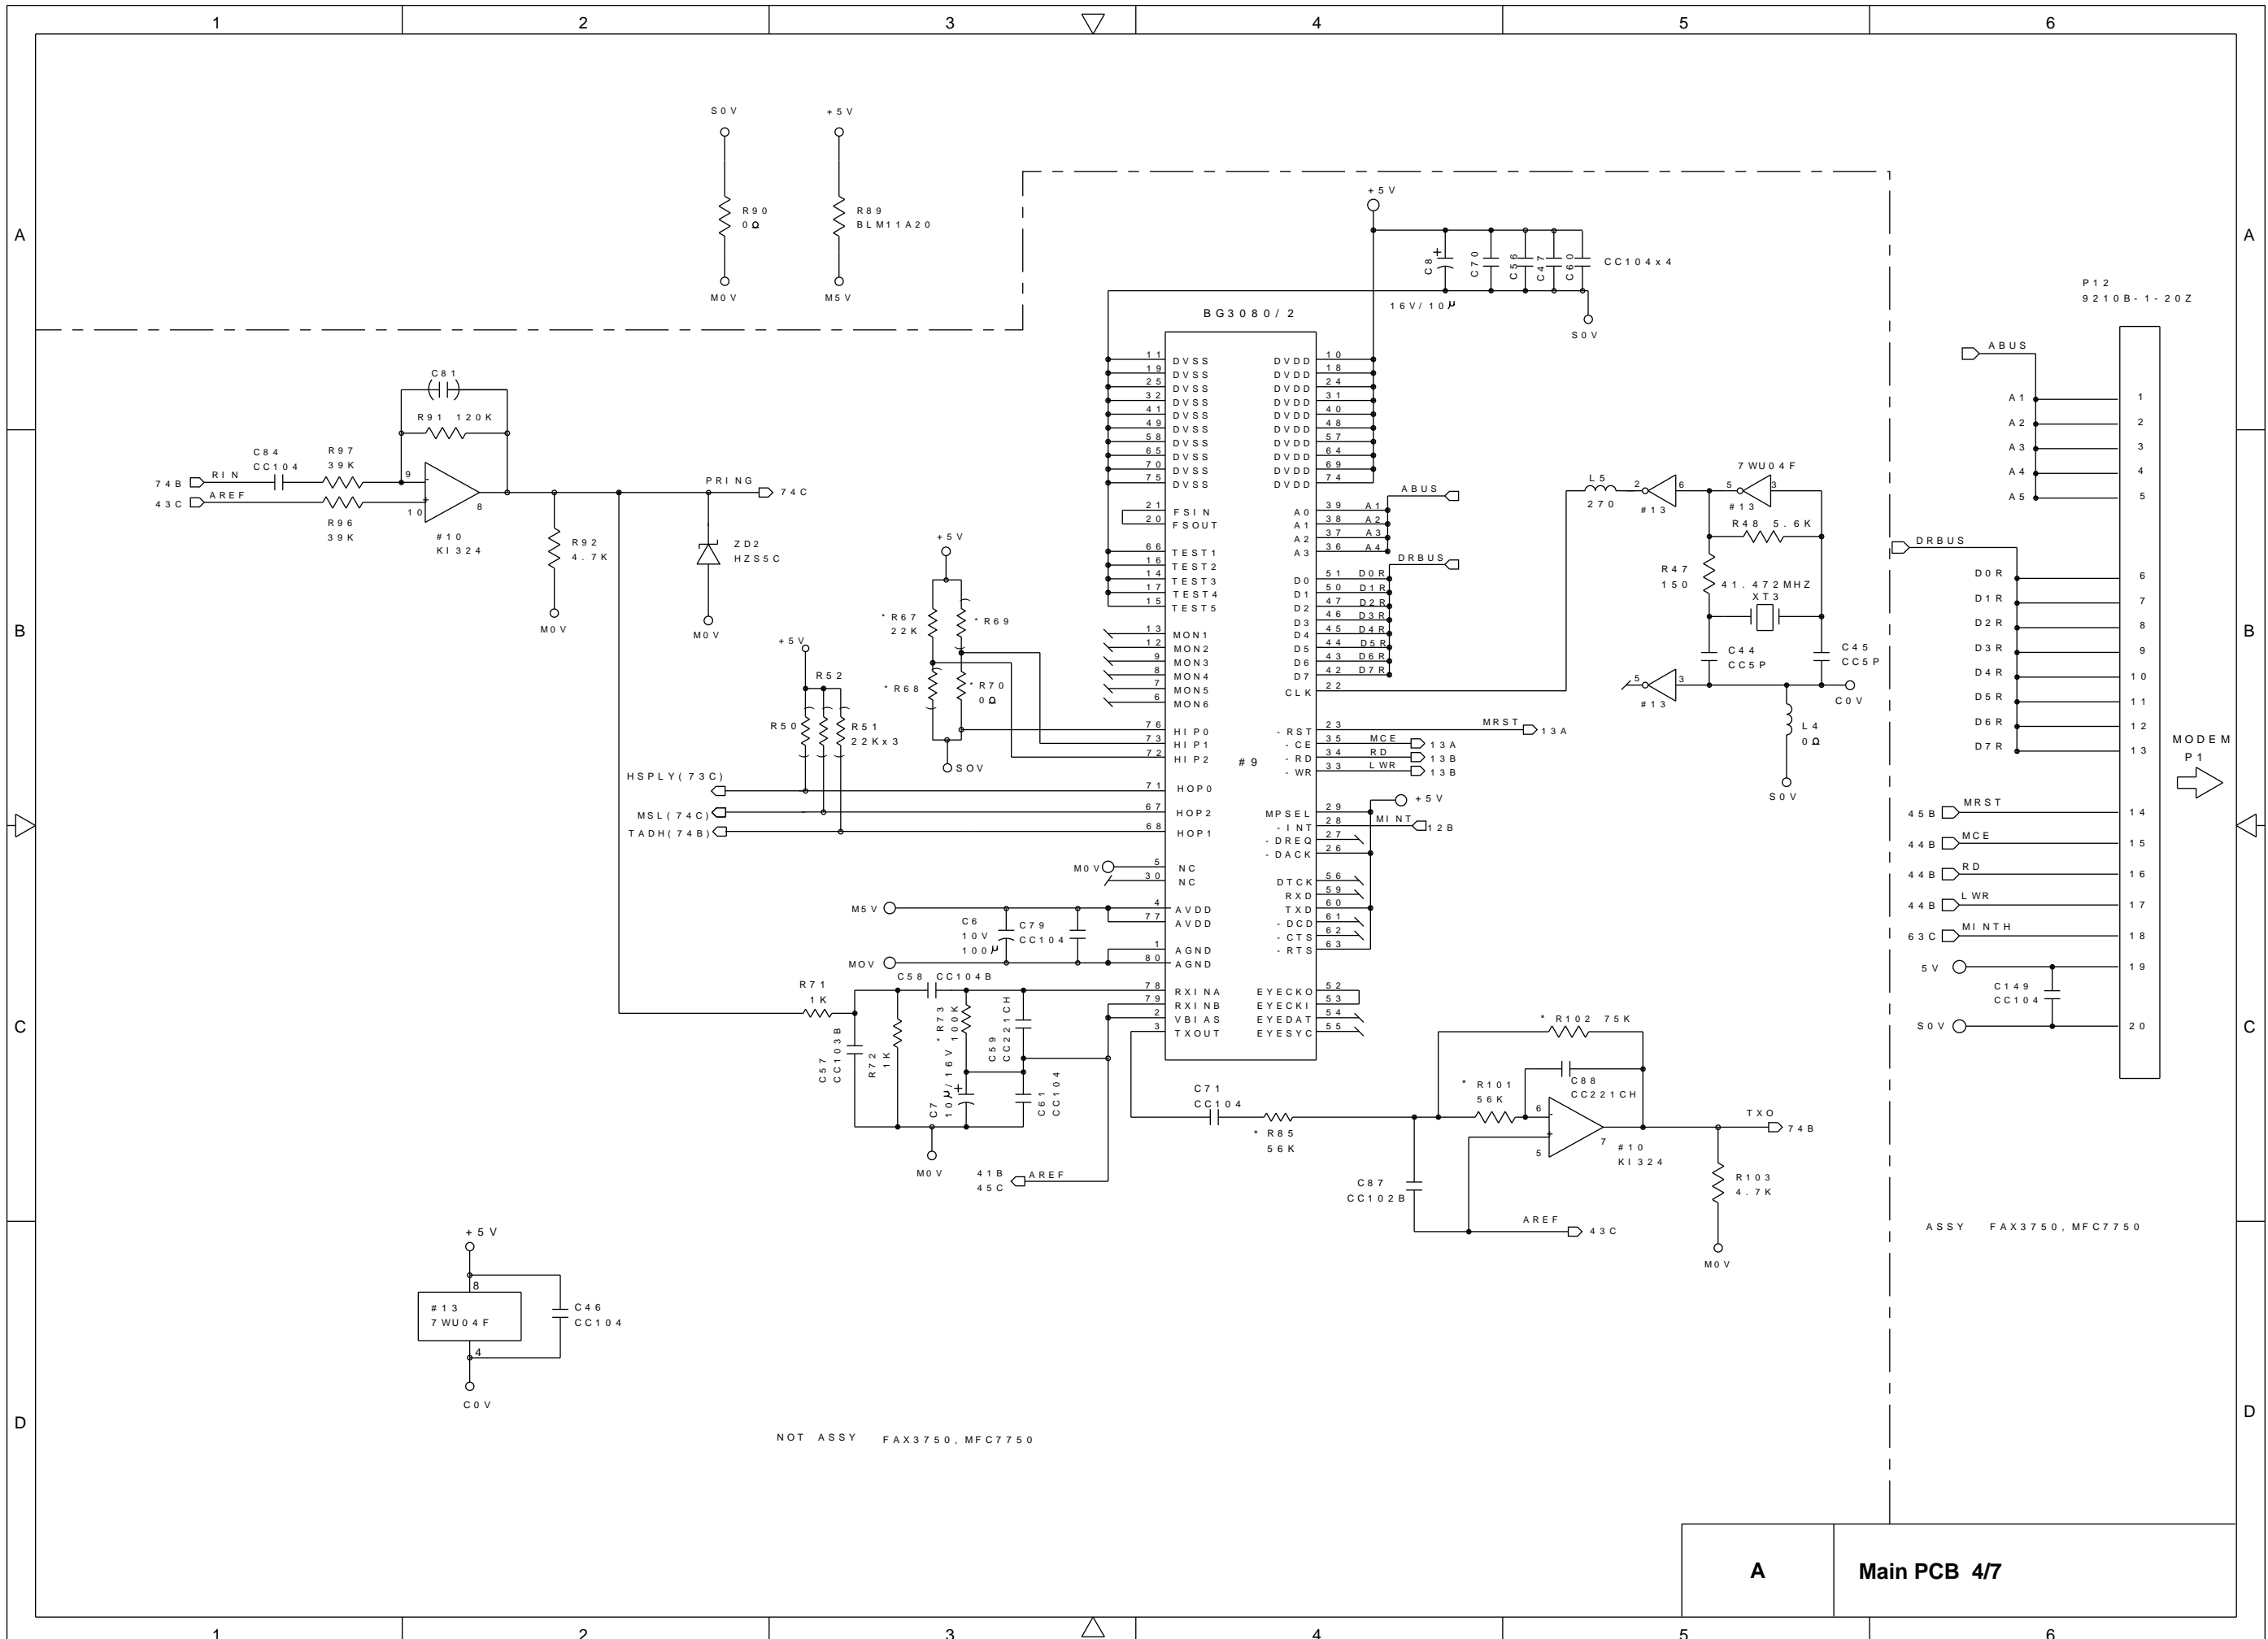 1 2 3 4 5 6
A
B
C
D
S0V
R90
0Ω
M0V
+5V
R89
BLM11A20
M5V
+5V
C8
16V/10µ
C70
C56
C47
C60
CC104x4
S0V
C81
R91 120K
C84
CC104
R97
39K
74B RIN
43C AREF
R96
39K
9
10
8
-
+
#10
KI324
R92
4.7K
M0V
PRING
74C
ZD2
HZS5C
M0V
BG3080/2
#9
11 DVSS
19 DVSS
25 DVSS
32 DVSS
41 DVSS
49 DVSS
58 DVSS
65 DVSS
70 DVSS
75 DVSS
21 FSIN
20 FSOUT
66 TEST1
16 TEST2
14 TEST3
17 TEST4
15 TEST5
13 MON1
12 MON2
9 MON3
8 MON4
7 MON5
6 MON6
76 HIP0
73 HIP1
72 HIP2
71 HOP0
67 HOP2
68 HOP1
5 NC
30 NC
4 AVDD
77 AVDD
1 AGND
80 AGND
78 RXINA
79 RXINB
2 VBIAS
3 TXOUT
DVDD 10
DVDD 18
DVDD 24
DVDD 31
DVDD 40
DVDD 48
DVDD 57
DVDD 64
DVDD 69
DVDD 74
A0 39 A1
A1 38 A2
A2 37 A3
A3 36 A4
ABUS
D0 51 D0R
D1 50 D1R
D2 47 D2R
D3 46 D3R
D4 45 D4R
D5 44 D5R
D6 43 D6R
D7 42 D7R
DRBUS
CLK 22
-RST 23 MRST 13A
-CE 35 MCE 13A
-RD 34 RD 13B
-WR 33 LWR 13B
+5V
MPSEL 29
-INT 28 MINT 12B
-DREQ 27
-DACK 26
DTCK 56
RXD 59
TXD 60
-DCD 61
-CTS 62
-RTS 63
EYECKO 52
EYECKI 53
EYEDAT 54
EYESYC 55
+5V
*R67
22K
*R69
*R68
*R70
0Ω
SOV
+5V
R52
R50
R51
22Kx3
HSPLY(73C)
MSL(74C)
TADH(74B)
M0V
M5V
C6
10V
100µ
C79
CC104
MOV
R71
1K
C58 CC104B
C57
CC103B
R72
1K
*R73
100K
C59
CC221CH
C7
10µ/16V
+
C61
CC104
M0V
41B
45C
AREF
L5
270
7WU04F
2 6
#13
5 3
#13
R48 5.6K
R47
150
41.472MHZ
XT3
C44
CC5P
C45
CC5P
5 3
#13
C0V
L4
0Ω
S0V
C71
CC104
*R85
56K
*R102 75K
*R101
56K
C88
CC221CH
6
5
7
-
+
#10
KI324
TXO
74B
C87
CC102B
R103
4.7K
M0V
AREF
43C
P12
9210B-1-20Z
ABUS
A1 1
A2 2
A3 3
A4 4
A5 5
DRBUS
D0R 6
D1R 7
D2R 8
D3R 9
D4R 10
D5R 11
D6R 12
D7R 13
MODEM
P1
45B MRST 14
44B MCE 15
44B RD 16
44B LWR 17
63C MINTH 18
5V 19
C149
CC104
S0V 20
ASSY FAX3750,MFC7750
+5V
8
#13
7WU04F
4
C46
CC104
C0V
NOT ASSY FAX3750,MFC7750
A
Main PCB 4/7
A
B
C
D
1 2 3 4 5 6